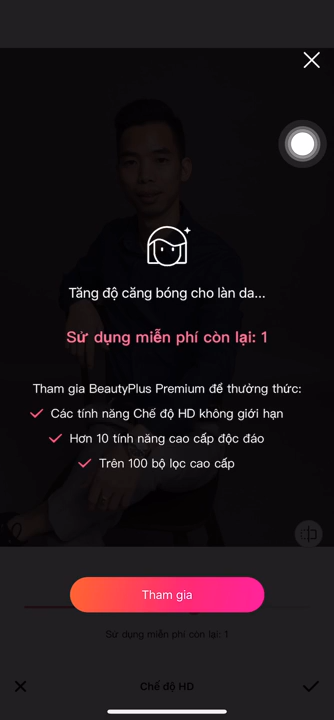 Tăng độ căng bóng cho làn da...
Sử dụng miễn phí còn lại: 1
Tham gia BeautyPlus Premium để thưởng thức:
Các tính năng Chế độ HD không giới hạn
Hơn 10 tính năng cao cấp độc đáo
Trên 100 bộ lọc cao cấp
Tham gia
Sử dụng miễn phí còn lại: 1
Chế độ HD